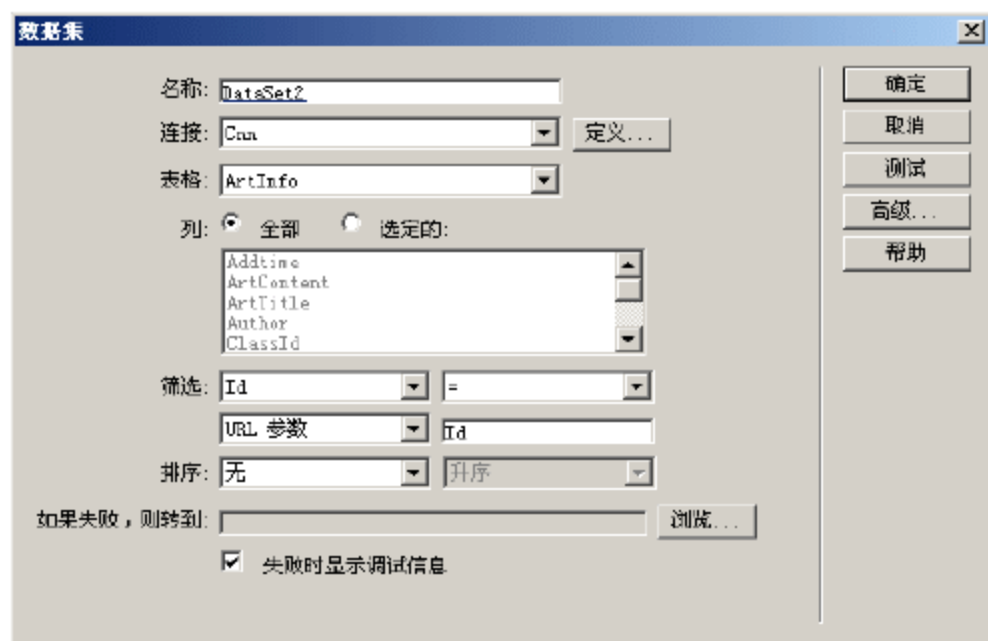 数据集
名称: DataSet2
连接: Cnn 定义...
表格: ArtInfo
列: 全部 选定的:
Addtime
ArtContent
ArtTitle
Author
ClassId
筛选: Id =
URL 参数 Id
排序: 无 升序
如果失败，则转到: 浏览...
失败时显示调试信息
确定
取消
测试
高级...
帮助